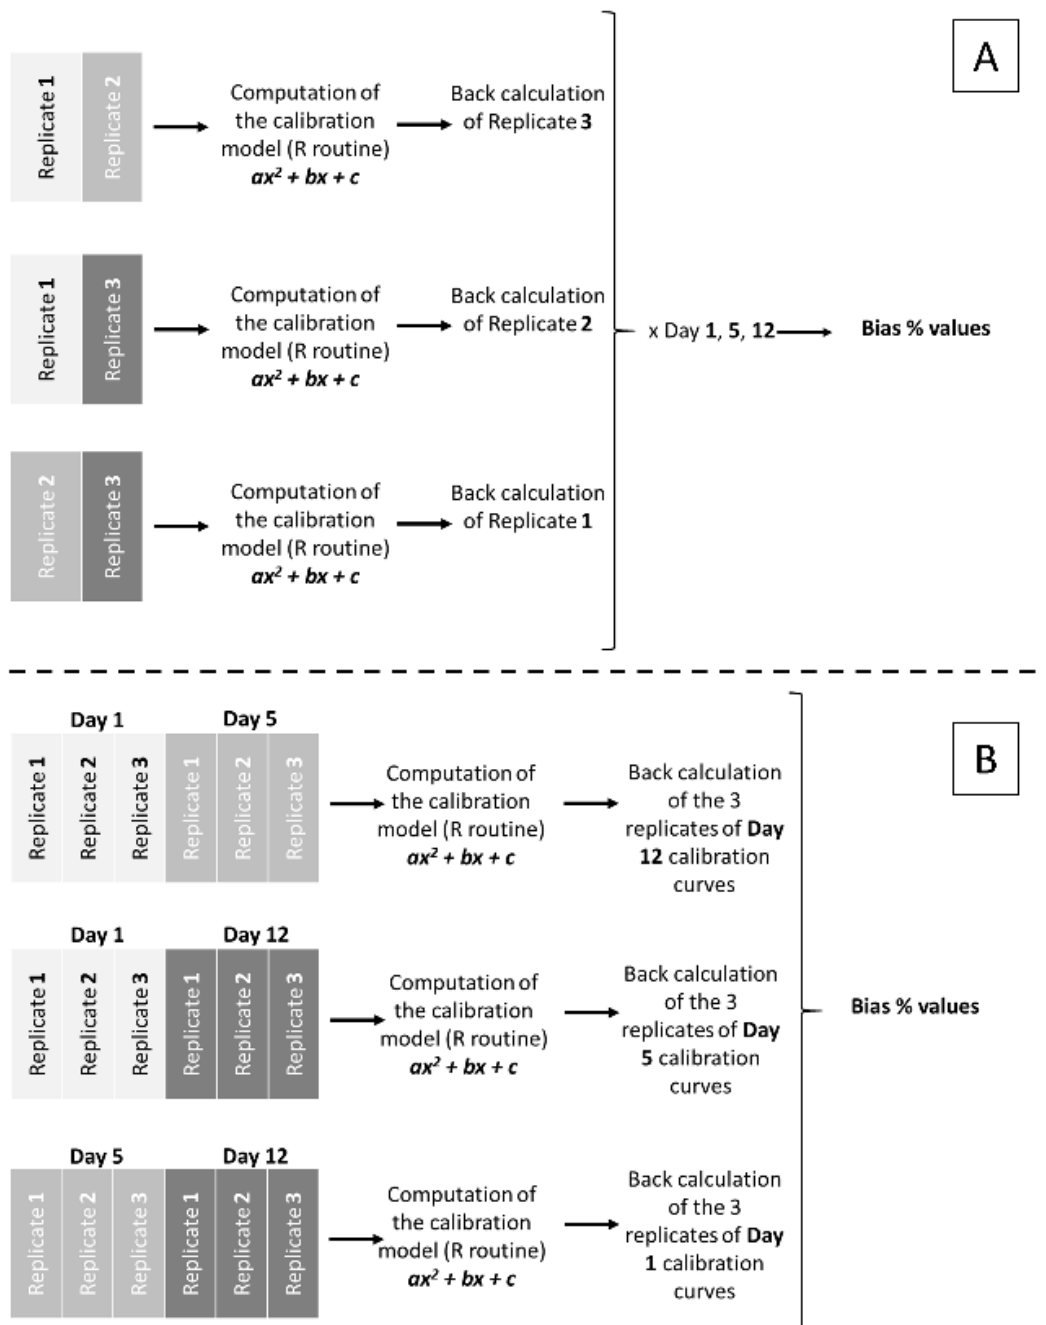 A
Replicate 1
Replicate 2
Computation of
the calibration
model (R routine)
ax² + bx + c
Back calculation
of Replicate 3
Replicate 1
Replicate 3
Computation of
the calibration
model (R routine)
ax² + bx + c
Back calculation
of Replicate 2
x Day 1, 5, 12
Bias % values
Replicate 2
Replicate 3
Computation of
the calibration
model (R routine)
ax² + bx + c
Back calculation
of Replicate 1
B
Day 1
Day 5
Replicate 1
Replicate 2
Replicate 3
Replicate 1
Replicate 2
Replicate 3
Computation of
the calibration
model (R routine)
ax² + bx + c
Back calculation
of the 3
replicates of Day
12 calibration
curves
Day 1
Day 12
Replicate 1
Replicate 2
Replicate 3
Replicate 1
Replicate 2
Replicate 3
Computation of
the calibration
model (R routine)
ax² + bx + c
Back calculation
of the 3
replicates of Day
5 calibration
curves
Bias % values
Day 5
Day 12
Replicate 1
Replicate 2
Replicate 3
Replicate 1
Replicate 2
Replicate 3
Computation of
the calibration
model (R routine)
ax² + bx + c
Back calculation
of the 3
replicates of Day
1 calibration
curves